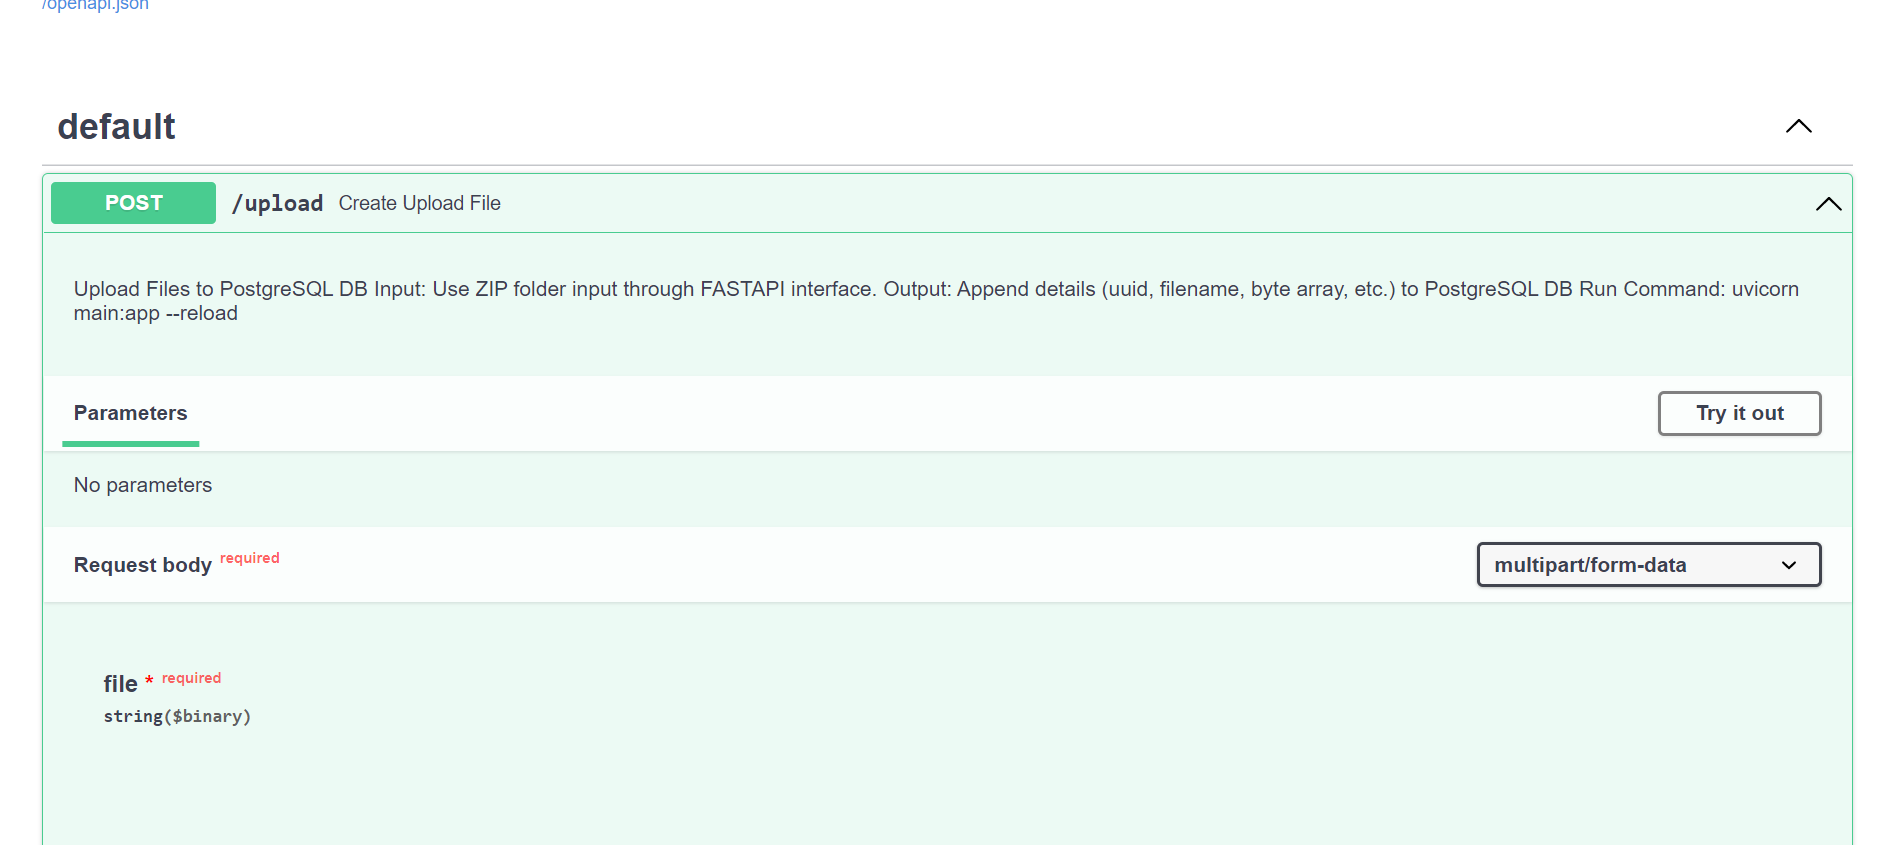 /openapi.json
default
POST /upload Create Upload File
Upload Files to PostgreSQL DB Input: Use ZIP folder input through FASTAPI interface. Output: Append details (uuid, filename, byte array, etc.) to PostgreSQL DB Run Command: uvicorn
main:app --reload
Parameters
Try it out
No parameters
Request body required
multipart/form-data
file * required
string($binary)